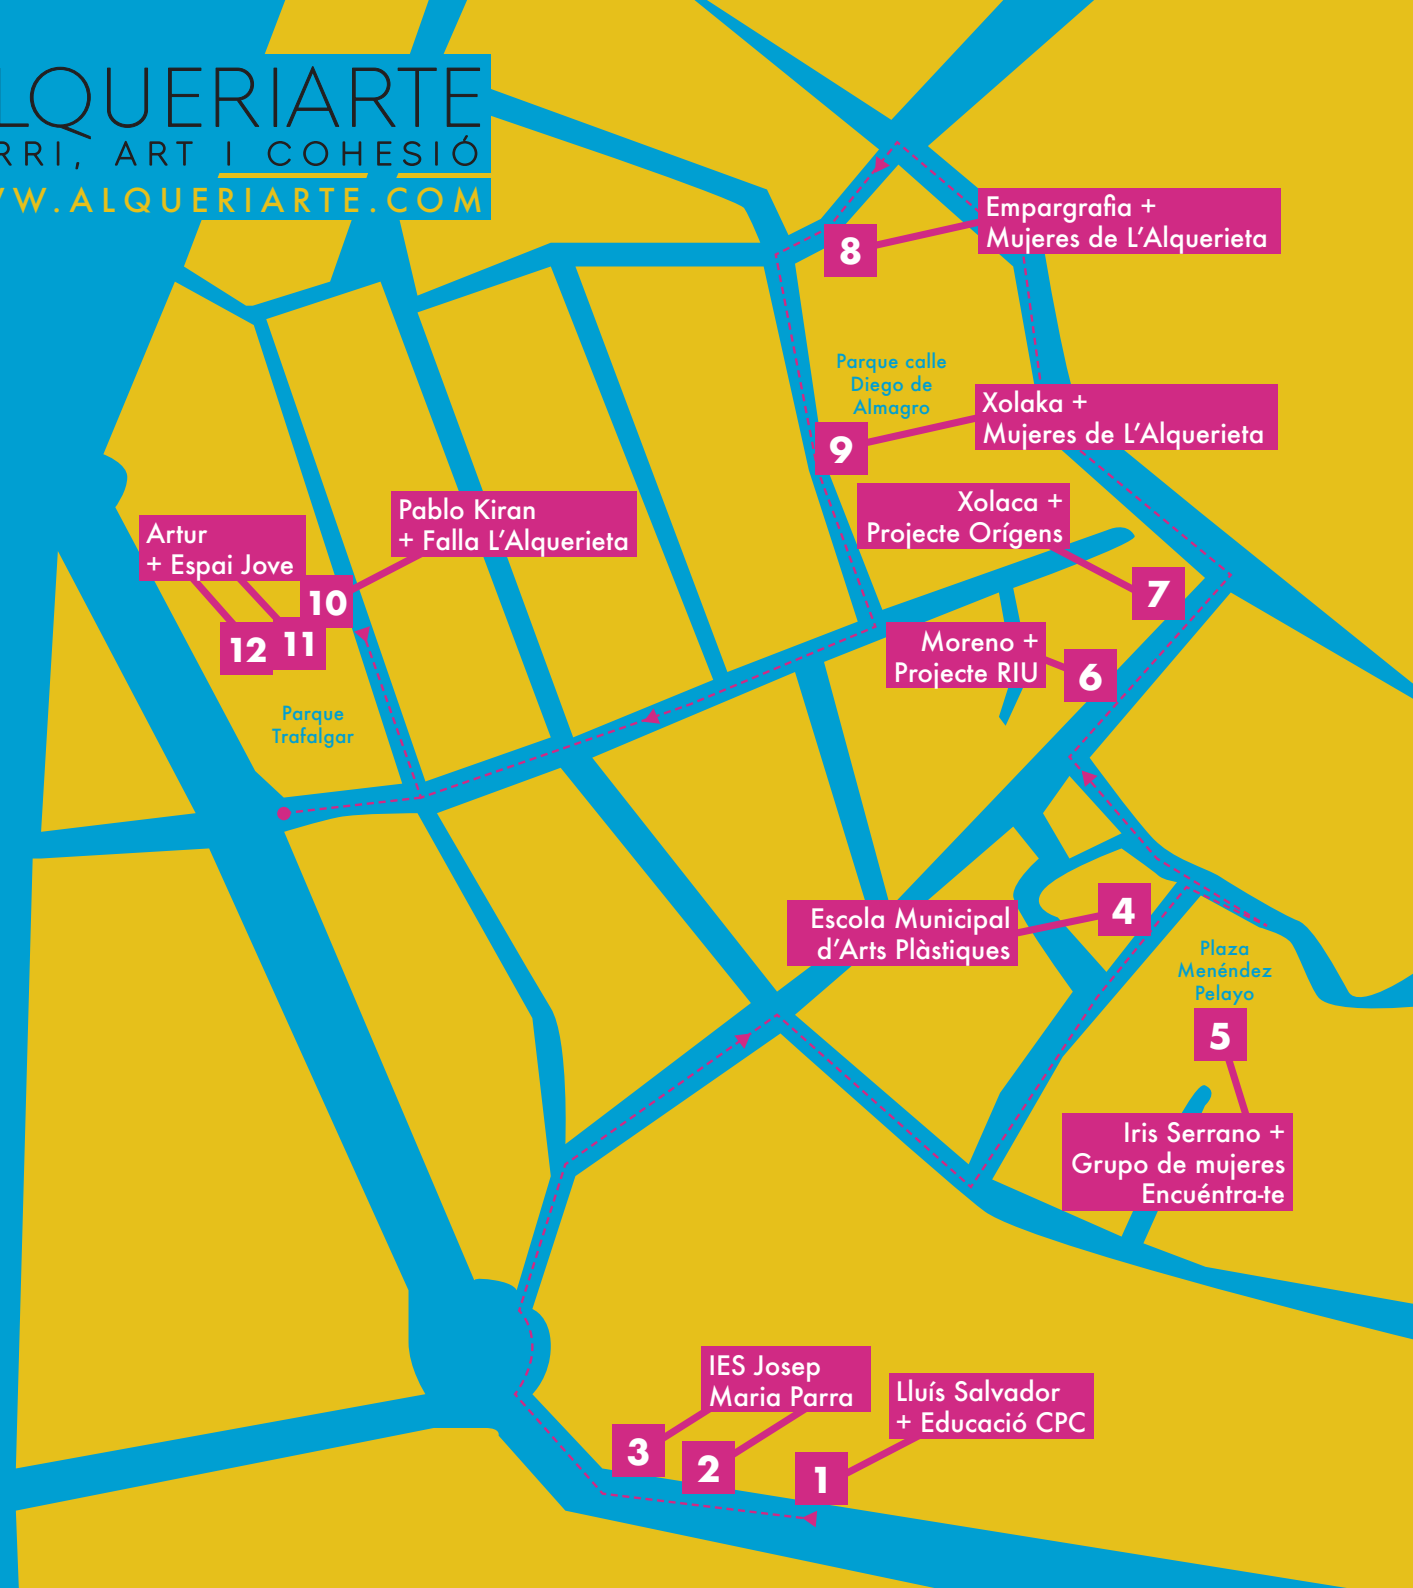 LQUERIARTE
RRI, ART I COHESIÓ
W.ALQUERIARTE.COM
Empargrafia +
Mujeres de L’Alquerieta
8
Parque calle
Diego de
Almagro
Xolaka +
Mujeres de L’Alquerieta
9
Xolaca +
Projecte Orígens
7
Pablo Kiran
+ Falla L’Alquerieta
10
Artur
+ Espai Jove
12
11
Moreno +
Projecte RIU
6
Parque
Trafalgar
Escola Municipal
d’Arts Plàstiques
4
Plaza
Menéndez
Pelayo
5
Iris Serrano +
Grupo de mujeres
Encuéntra-te
IES Josep
Maria Parra
3
2
Lluís Salvador
+ Educació CPC
1